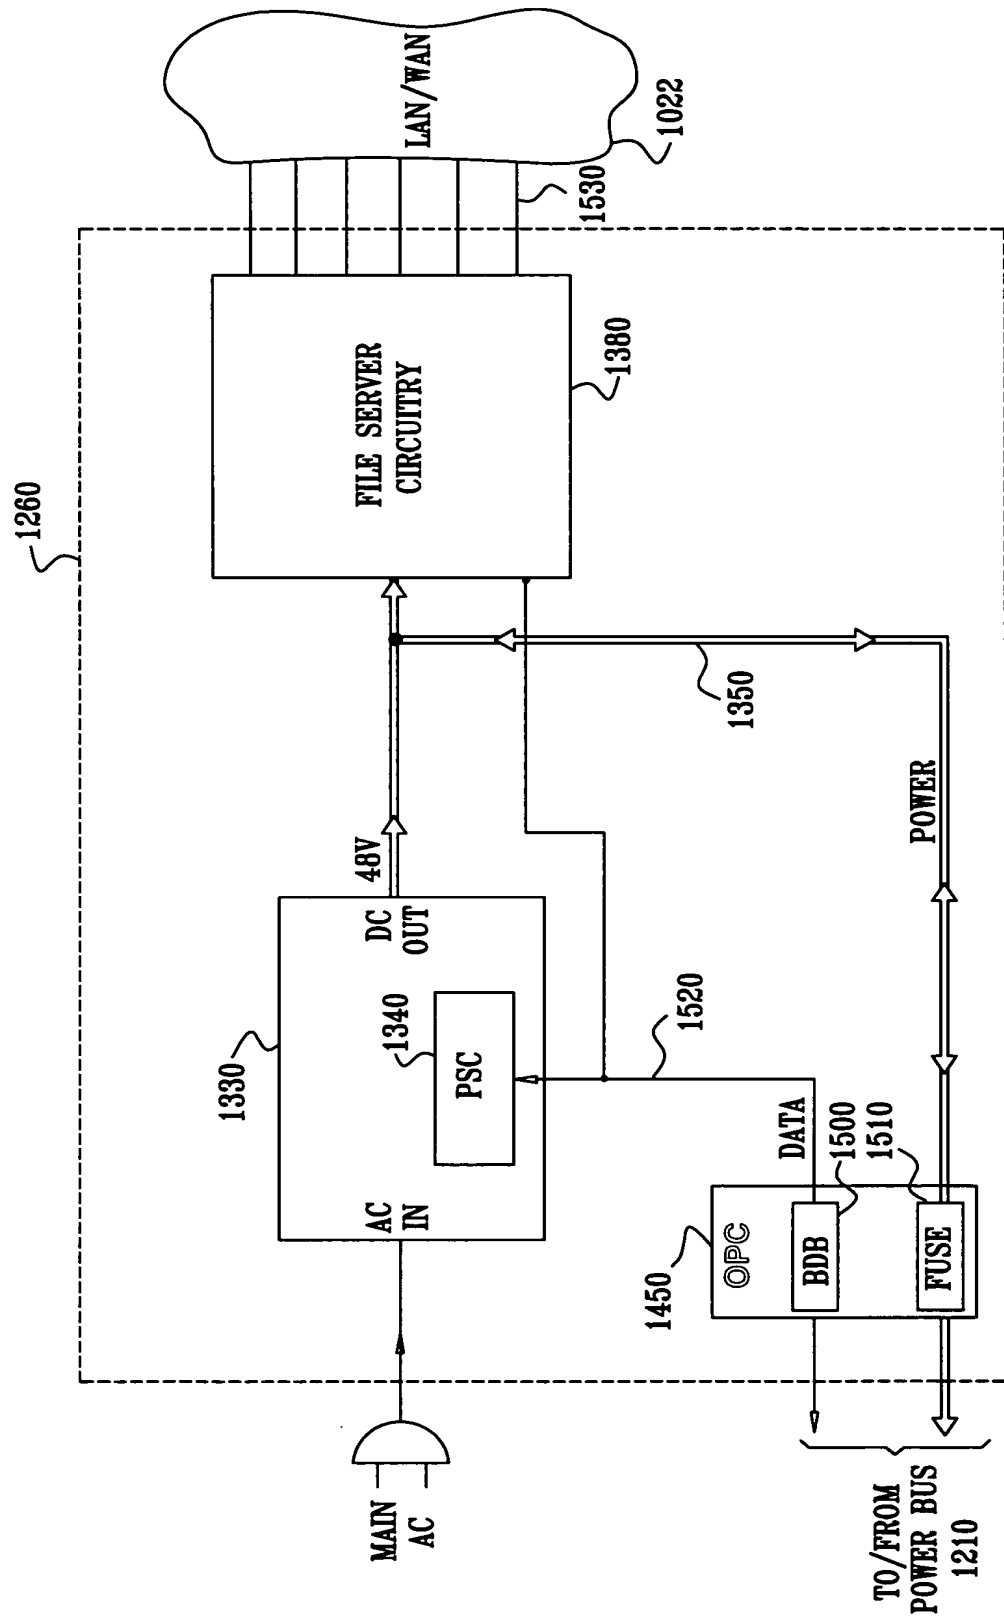 1260
MAIN
AC
AC
IN
1330
1340
PSC
DC
OUT
48V
FILE SERVER
CIRCUITRY
1380
LAN/WAN
1022
1530
1350
POWER
1520
DATA
1500
1510
1450
OPC
BDB
FUSE
TO/FROM
POWER BUS
1210